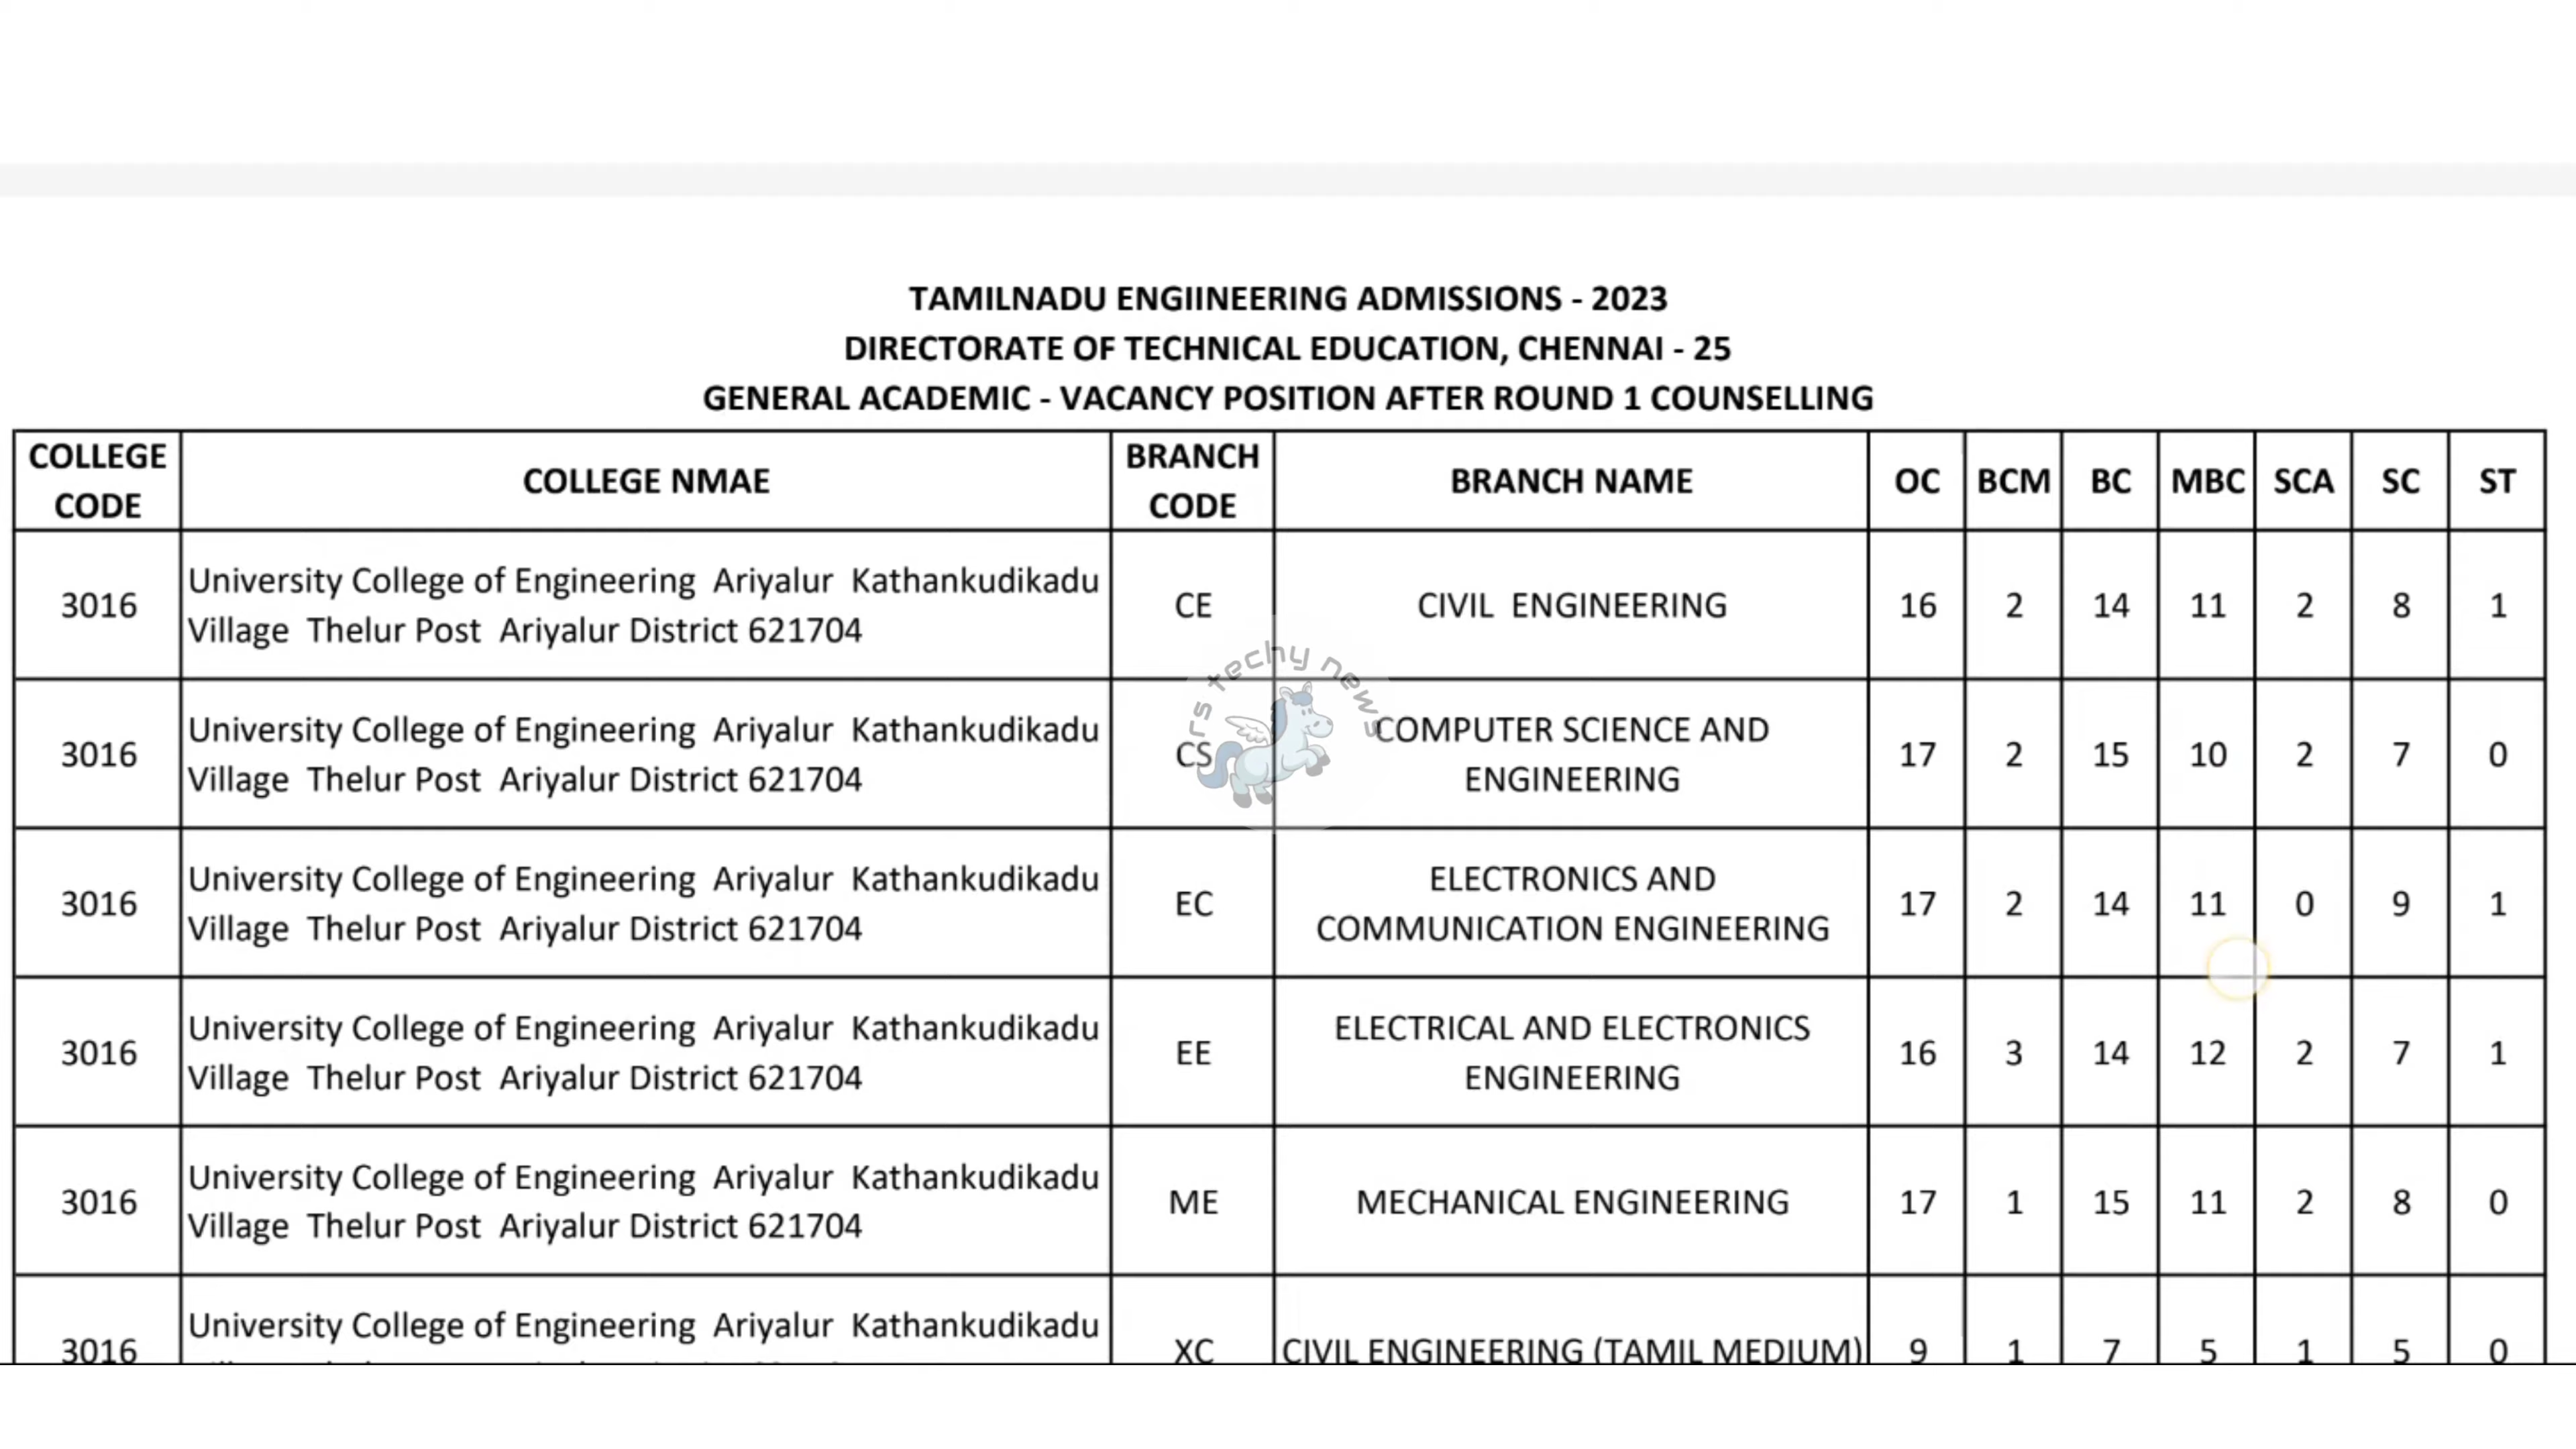 TAMILNADU ENGIINEERING ADMISSIONS - 2023
DIRECTORATE OF TECHNICAL EDUCATION, CHENNAI - 25
GENERAL ACADEMIC - VACANCY POSITION AFTER ROUND 1 COUNSELLING
COLLEGE CODE COLLEGE NMAE BRANCH CODE BRANCH NAME OC BCM BC MBC SCA SC ST
3016 University College of Engineering Ariyalur Kathankudikadu Village Thelur Post Ariyalur District 621704 CE CIVIL ENGINEERING 16 2 14 11 2 8 1
rs techy news
3016 University College of Engineering Ariyalur Kathankudikadu Village Thelur Post Ariyalur District 621704 CS COMPUTER SCIENCE AND ENGINEERING 17 2 15 10 2 7 0
3016 University College of Engineering Ariyalur Kathankudikadu Village Thelur Post Ariyalur District 621704 EC ELECTRONICS AND COMMUNICATION ENGINEERING 17 2 14 11 0 9 1
3016 University College of Engineering Ariyalur Kathankudikadu Village Thelur Post Ariyalur District 621704 EE ELECTRICAL AND ELECTRONICS ENGINEERING 16 3 14 12 2 7 1
3016 University College of Engineering Ariyalur Kathankudikadu Village Thelur Post Ariyalur District 621704 ME MECHANICAL ENGINEERING 17 1 15 11 2 8 0
3016 University College of Engineering Ariyalur Kathankudikadu XC CIVIL ENGINEERING (TAMIL MEDIUM) 9 1 7 5 1 5 0